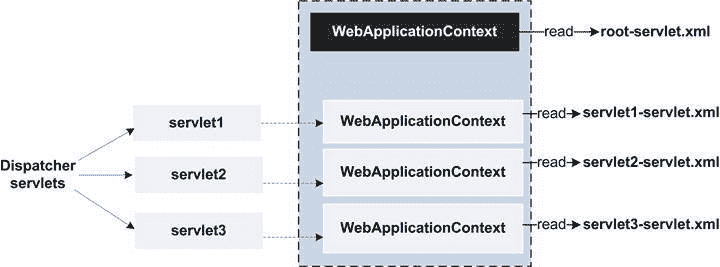 WebApplicationContext read root-servlet.xml
servlet1 WebApplicationContext read servlet1-servlet.xml
Dispatcher
servlets
servlet2 WebApplicationContext read servlet2-servlet.xml
servlet3 WebApplicationContext read servlet3-servlet.xml